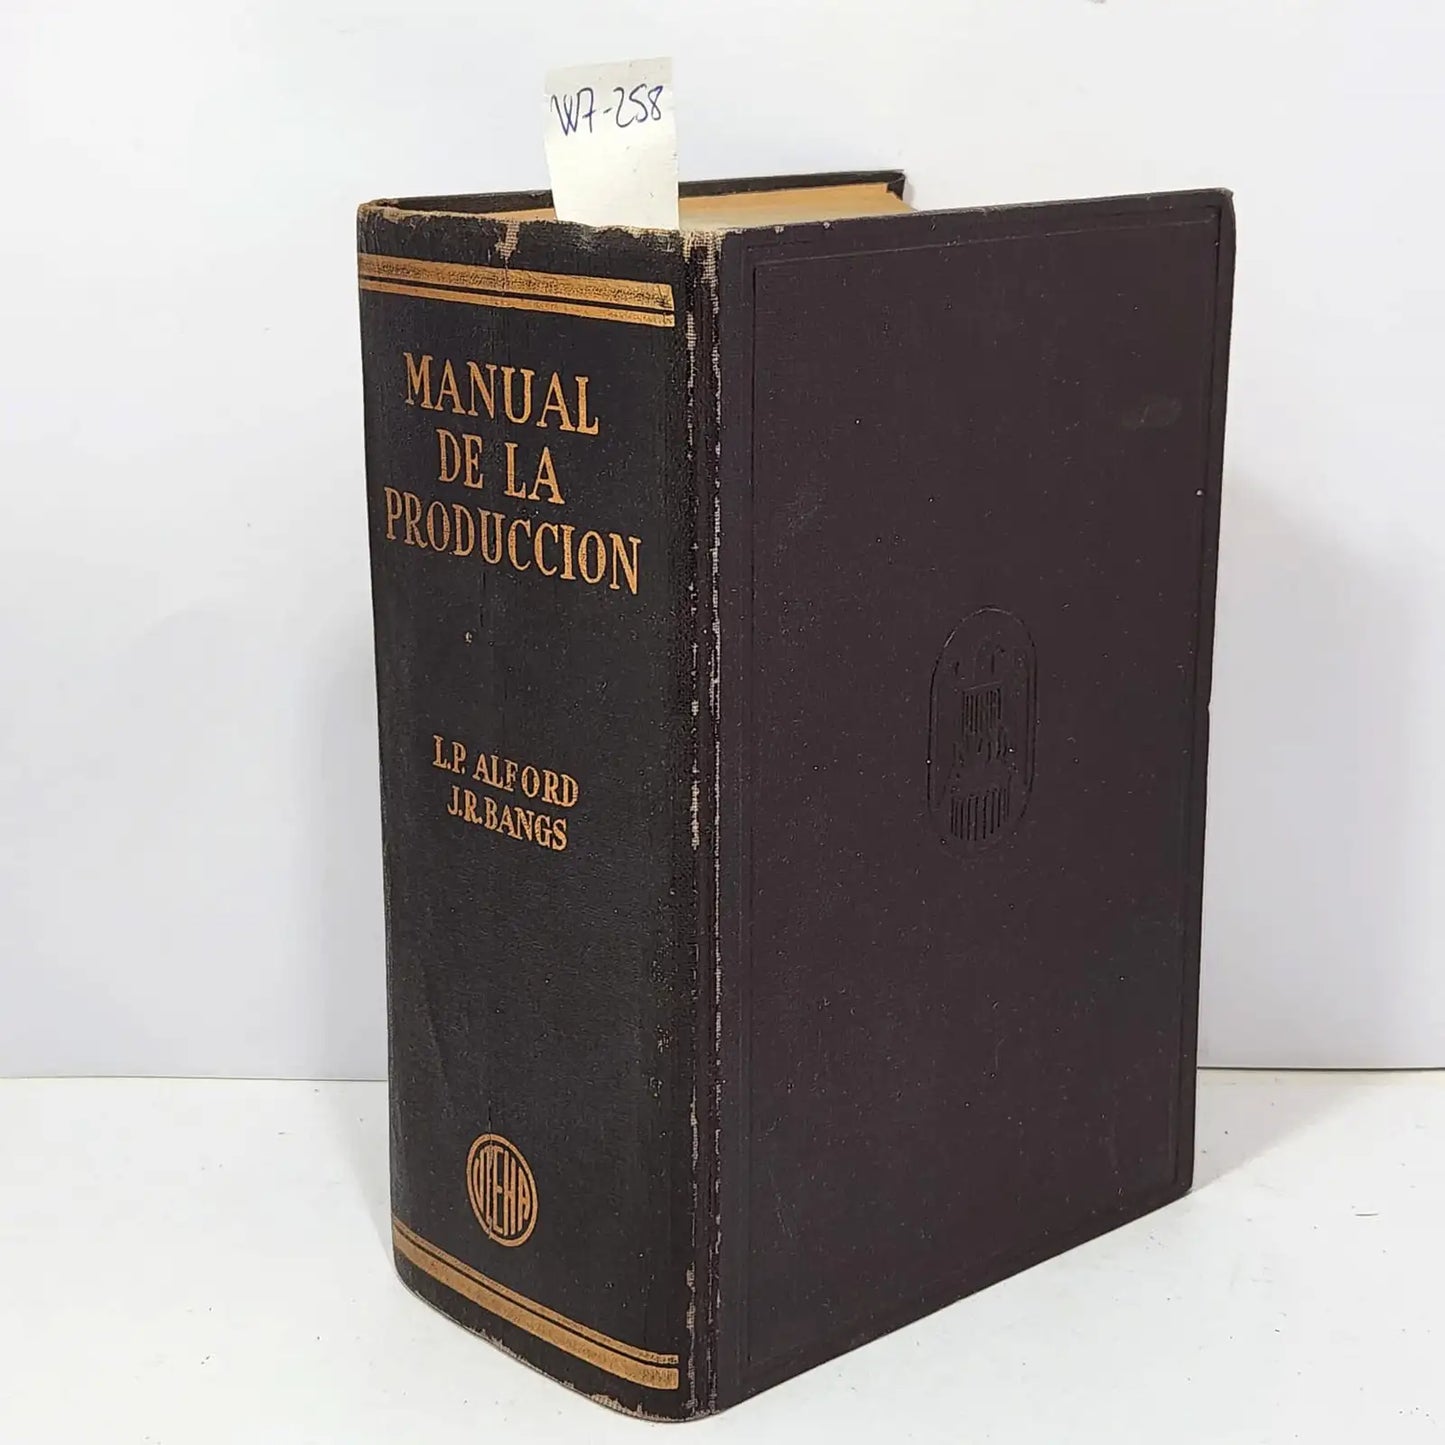 W7-258
MANUAL
DE LA
PRODUCCION
L.P. ALFORD
J.R.BANGS
UTEHA